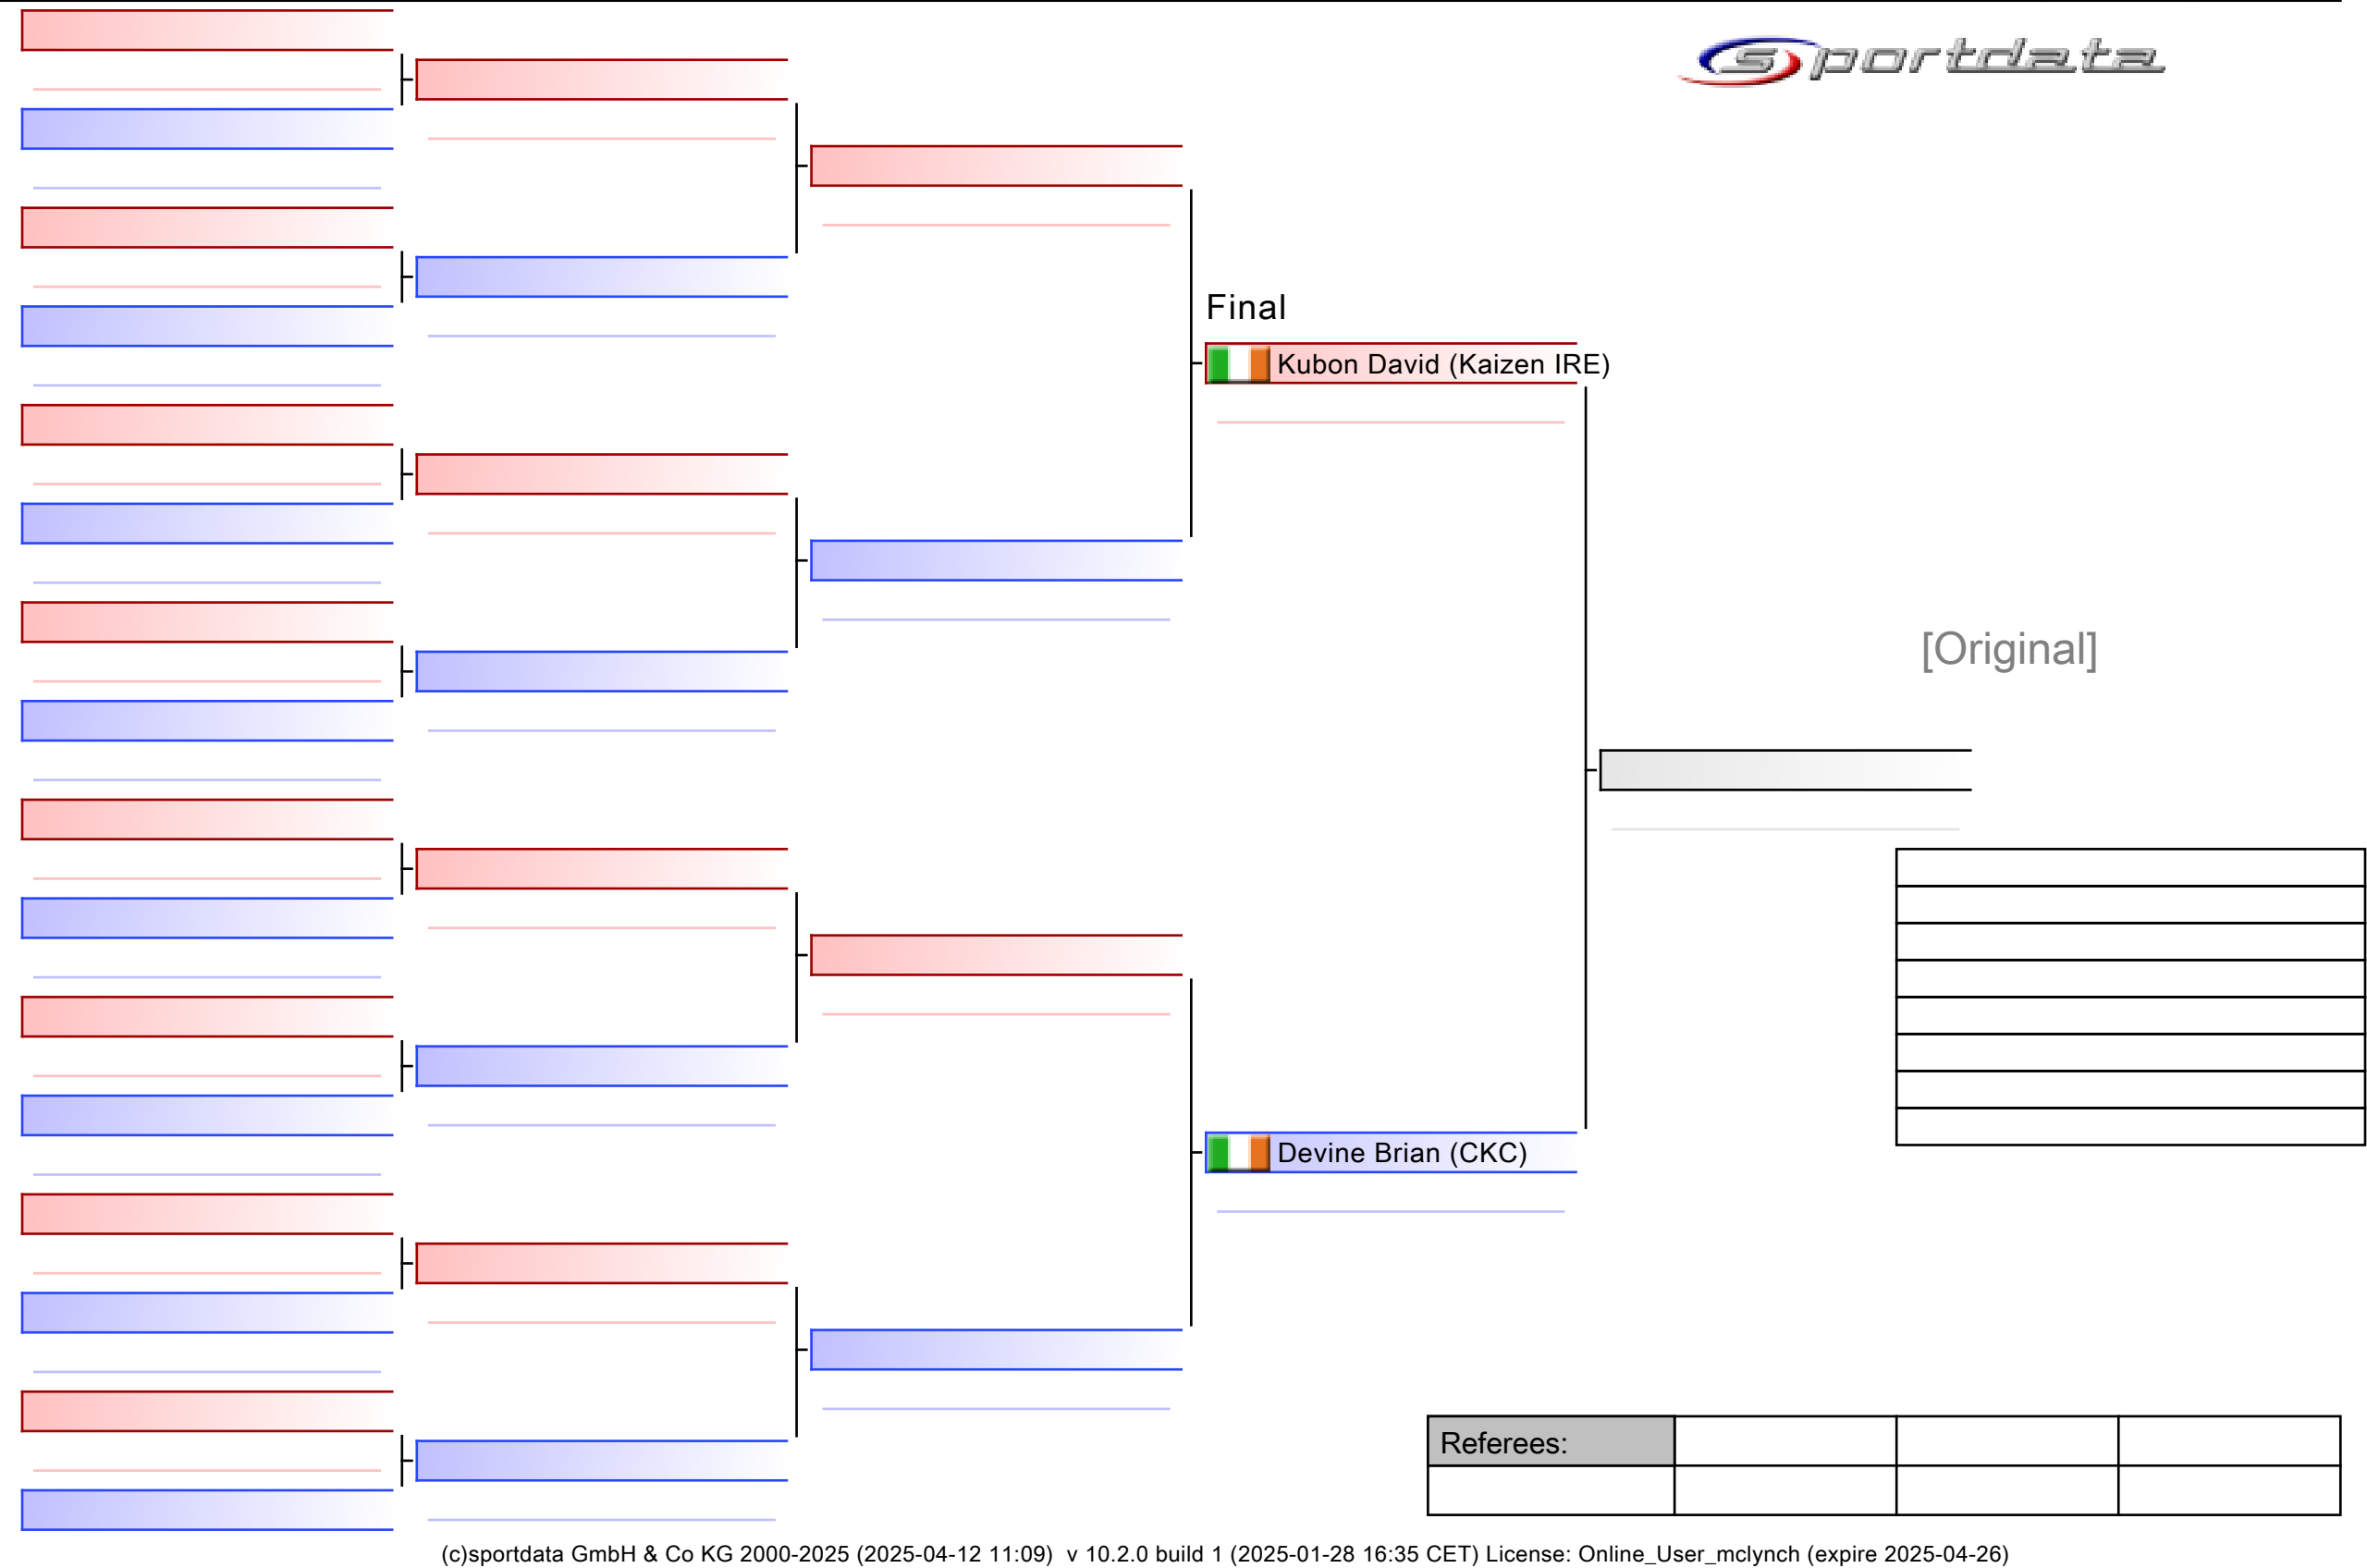 sportdata
Final
Kubon David (Kaizen IRE)
[Original]
Devine Brian (CKC)
Referees:
(c)sportdata GmbH & Co KG 2000-2025 (2025-04-12 11:09)  v 10.2.0 build 1 (2025-01-28 16:35 CET) License: Online_User_mclynch (expire 2025-04-26)